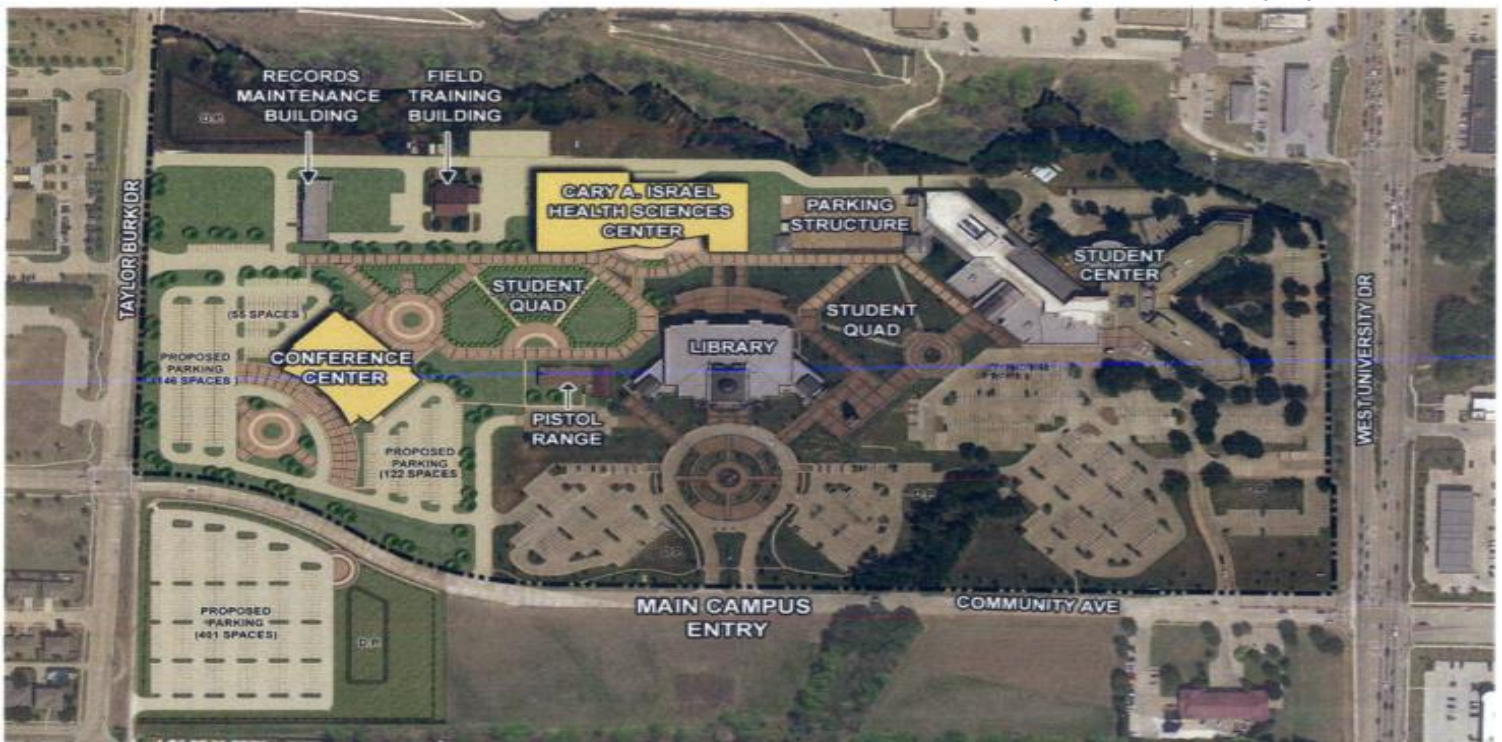 RECORDS
MAINTENANCE
BUILDING
FIELD
TRAINING
BUILDING
D.P.
CARY A. ISRAEL
HEALTH SCIENCES
CENTER
PARKING
STRUCTURE
STUDENT
CENTER
TAYLOR BURK DR
STUDENT
QUAD
STUDENT
QUAD
(55 SPACES )
LIBRARY
CONFERENCE
CENTER
PROPOSED
PARKING
(146 SPACES )
WEST UNIVERSITY DR
PISTOL
RANGE
PROPOSED
PARKING
(122 SPACES
D.P.
MAIN CAMPUS
ENTRY
COMMUNITY AVE
PROPOSED
PARKING
(401 SPACES)
D.P.